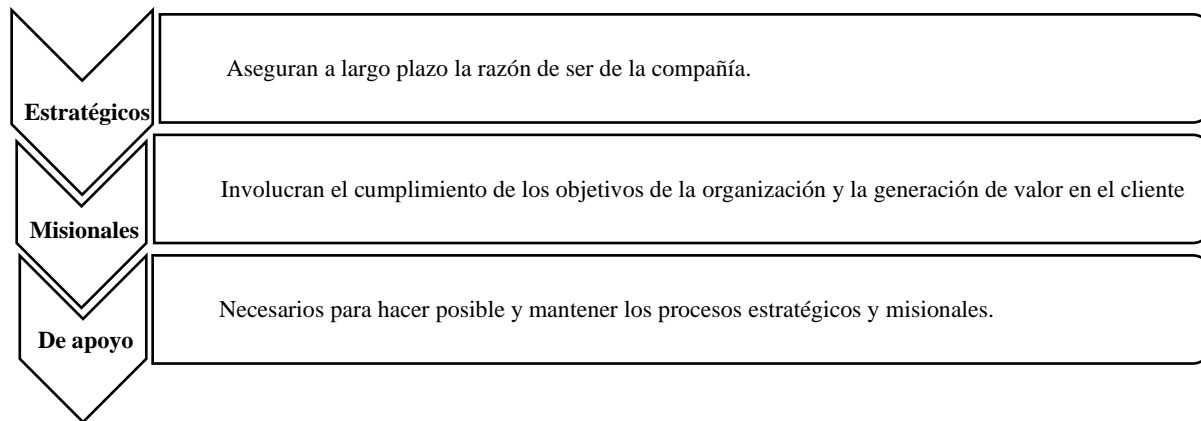 Estratégicos
Aseguran a largo plazo la razón de ser de la compañía.
Misionales
Involucran el cumplimiento de los objetivos de la organización y la generación de valor en el cliente
De apoyo
Necesarios para hacer posible y mantener los procesos estratégicos y misionales.